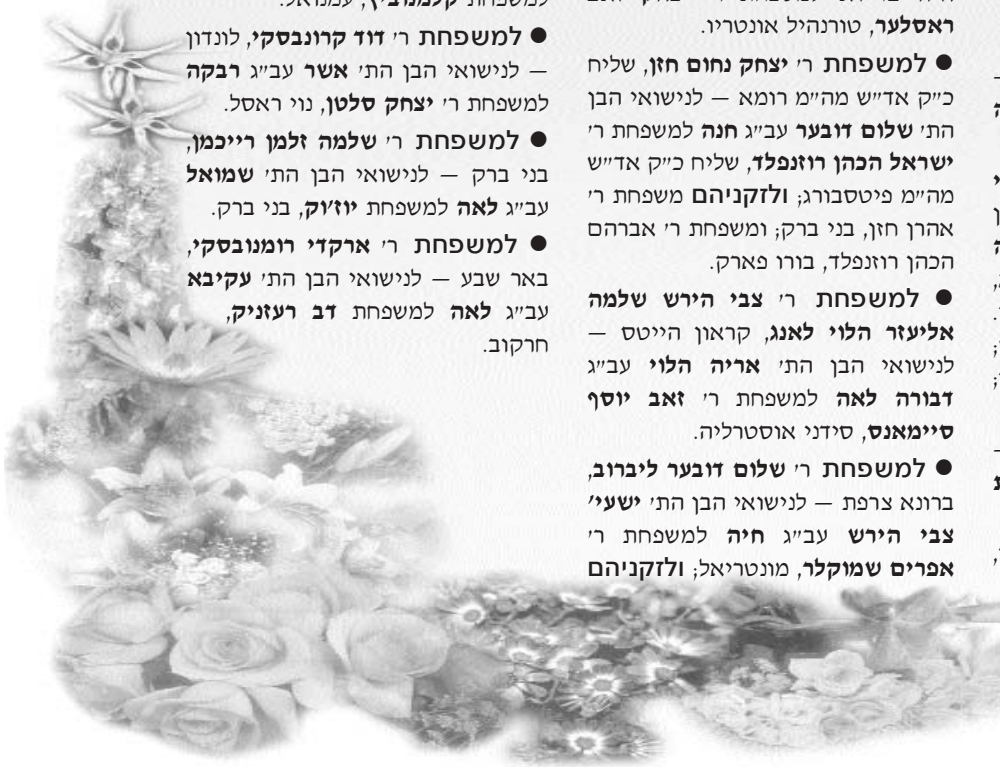 ראסלער, טורנהיל אונטריו.
● למשפחת ר' יצחק נחום חזן, שליח
כ"ק אד"ש מה"מ רומא — לנישואי הבן
הת' שלום דובער עב"ג חנה למשפחת ר'
ישראל הכהן רוזנפלד, שליח כ"ק אד"ש
מה"מ פיטסבורג; ולזקניהם משפחת ר'
אהרן חזן, בני ברק; ומשפחת ר' אברהם
הכהן רוזנפלד, בורו פארק.
● למשפחת ר' צבי הירש שלמה
אליעזר הלוי לאנג, קראון הייטס —
לנישואי הבן הת' אריה הלוי עב"ג
דבורה לאה למשפחת ר' זאב יוסף
סיימאנס, סידני אוסטרליה.
● למשפחת ר' שלום דובער ליברוב,
ברונא צרפת — לנישואי הבן הת' ישעי'
צבי הירש עב"ג חיה למשפחת ר'
אפרים שמוקלר, מונטריאל; ולזקניהם
למשפחת קלמנוביץ, עמנואל.
● למשפחת ר' דוד קרונבסקי, לונדון
— לנישואי הבן הת' אשר עב"ג רבקה
למשפחת ר' יצחק סלטן, נוי ראסל.
● למשפחת ר' שלמה זלמן רייכמן,
בני ברק — לנישואי הבן הת' שמואל
עב"ג לאה למשפחת יוז'וק, בני ברק.
● למשפחת ר' ארקדי רומנובסקי,
באר שבע — לנישואי הבן הת' עקיבא
עב"ג לאה למשפחת דב רעזניק,
חרקוב.